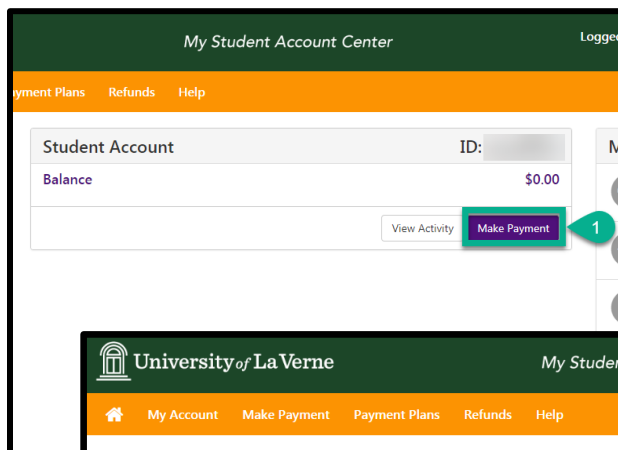 My Student Account Center
Logged
yment Plans Refunds Help
Student Account ID:
Balance $0.00
View Activity Make Payment 1
University of La Verne My Studen
My Account Make Payment Payment Plans Refunds Help